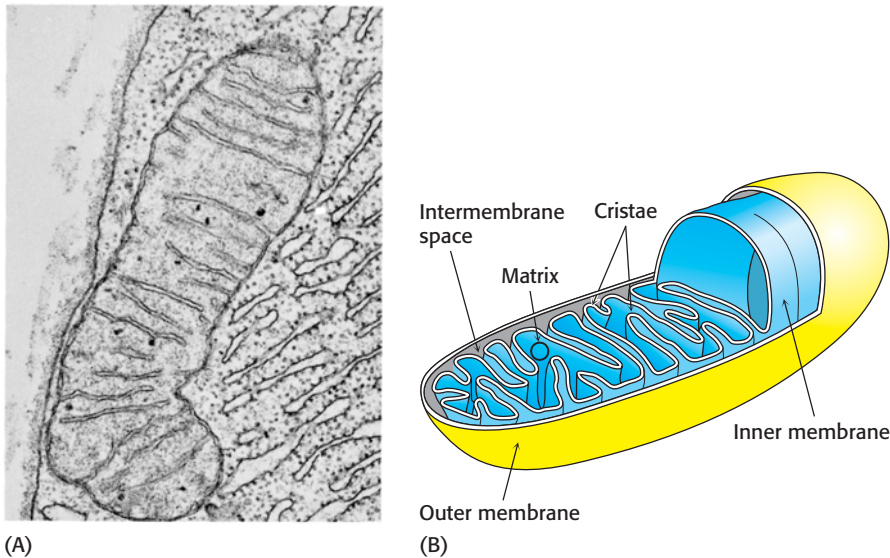 Intermembrane
space
Cristae
Matrix
Inner membrane
Outer membrane
(A)
(B)